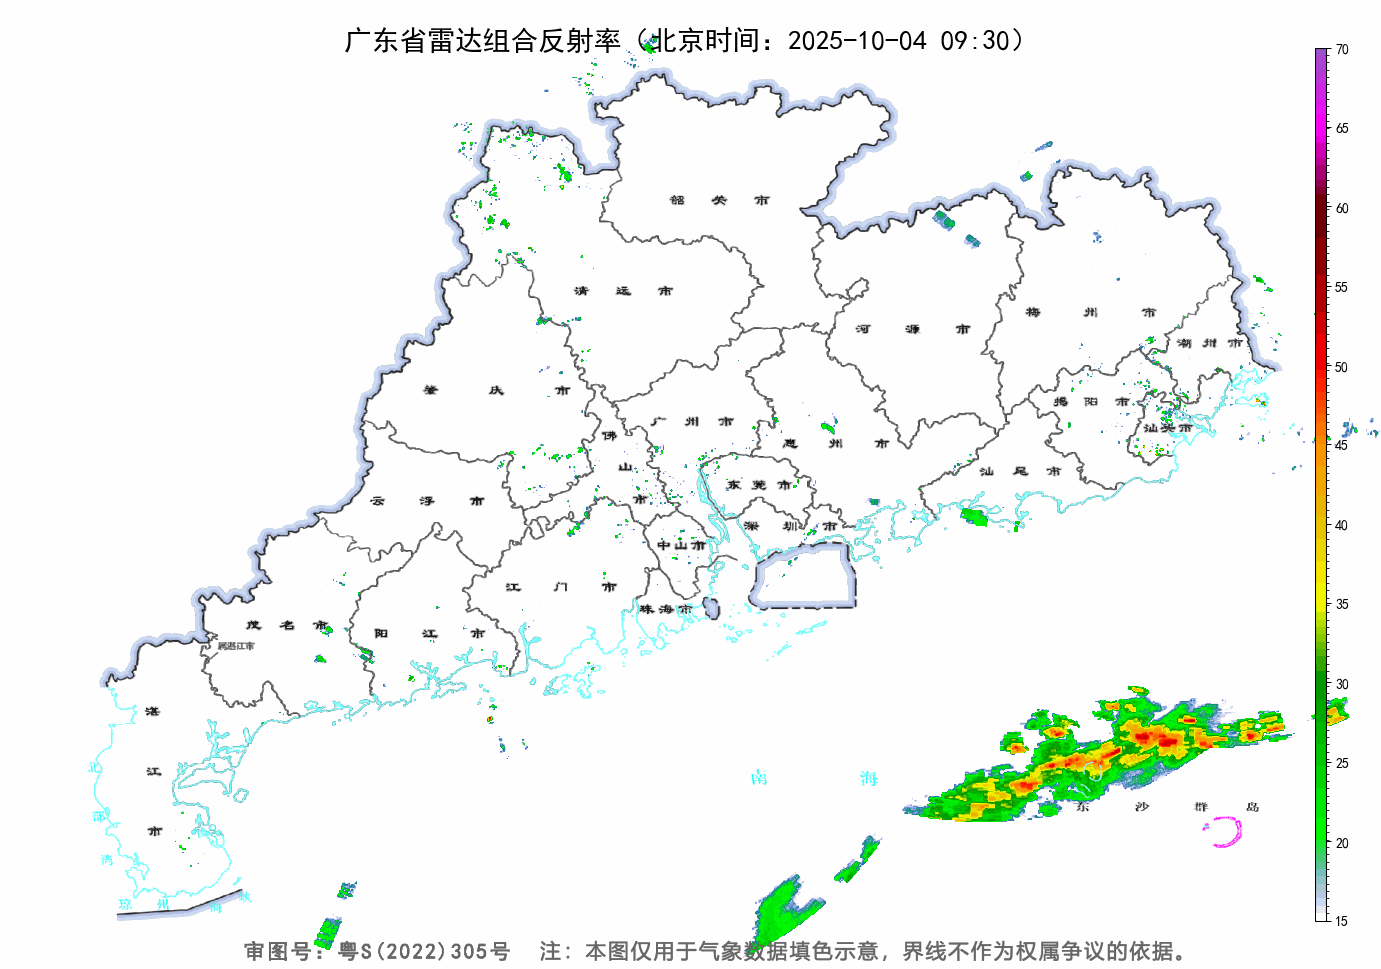 广东省雷达组合反射率（北京时间：2025-10-04 09:30）
70
65
60
55
50
45
40
35
30
25
20
15
韶关市
清远市
河源市
梅州市
潮州市
肇庆市
广州市
惠州市
揭阳市
汕头市
佛山市
云浮市
东莞市
汕尾市
深圳市
中山市
江门市
珠海市
茂名市
属湛江市
阳江市
湛江市
北部湾
南海
东沙群岛
琼州海峡
审图号：粤S(2022)305号 注：本图仅用于气象数据填色示意，界线不作为权属争议的依据。